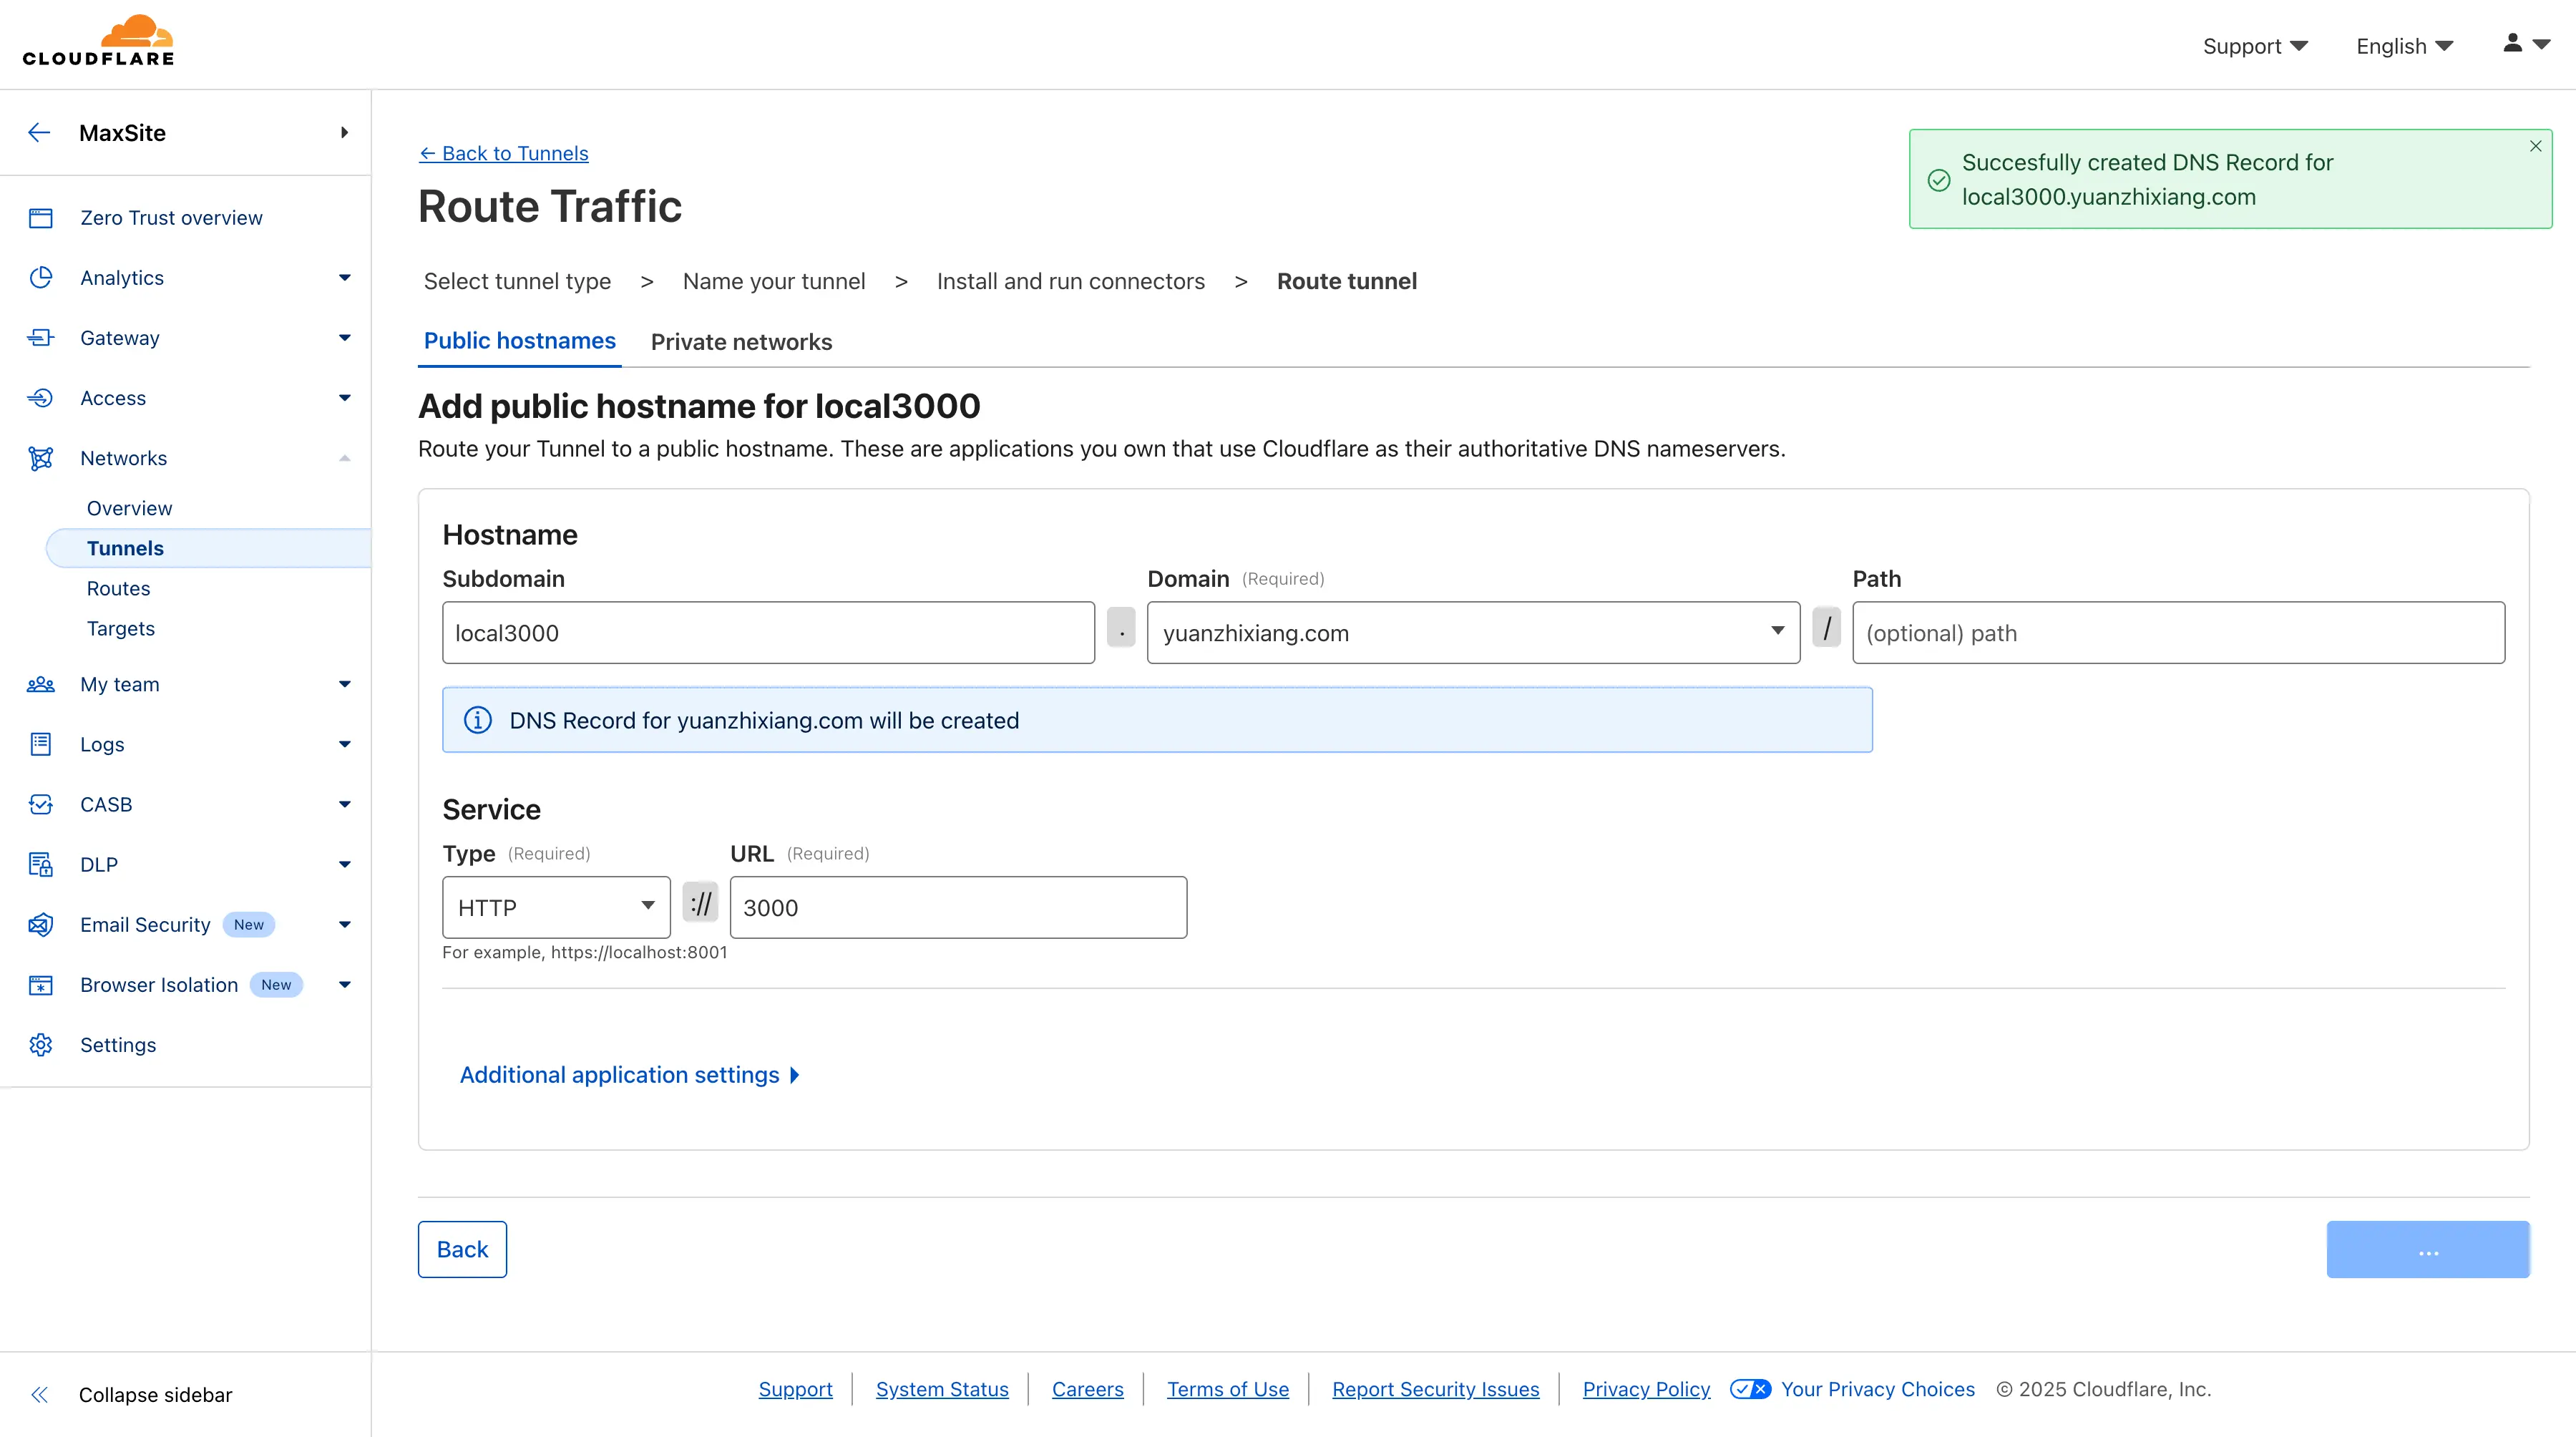 CLOUDFLARE
Support
English
MaxSite
Zero Trust overview
Analytics
Gateway
Access
Networks
Overview
Tunnels
Routes
Targets
My team
Logs
CASB
DLP
Email Security New
Browser Isolation New
Settings
Collapse sidebar
← Back to Tunnels
Route Traffic
Succesfully created DNS Record for
local3000.yuanzhixiang.com
Select tunnel type > Name your tunnel > Install and run connectors > Route tunnel
Public hostnames Private networks
Add public hostname for local3000
Route your Tunnel to a public hostname. These are applications you own that use Cloudflare as their authoritative DNS nameservers.
Hostname
Subdomain Domain (Required) Path
local3000 . yuanzhixiang.com / (optional) path
DNS Record for yuanzhixiang.com will be created
Service
Type (Required) URL (Required)
HTTP :// 3000
For example, https://localhost:8001
Additional application settings
Back ...
Support System Status Careers Terms of Use Report Security Issues Privacy Policy Your Privacy Choices © 2025 Cloudflare, Inc.